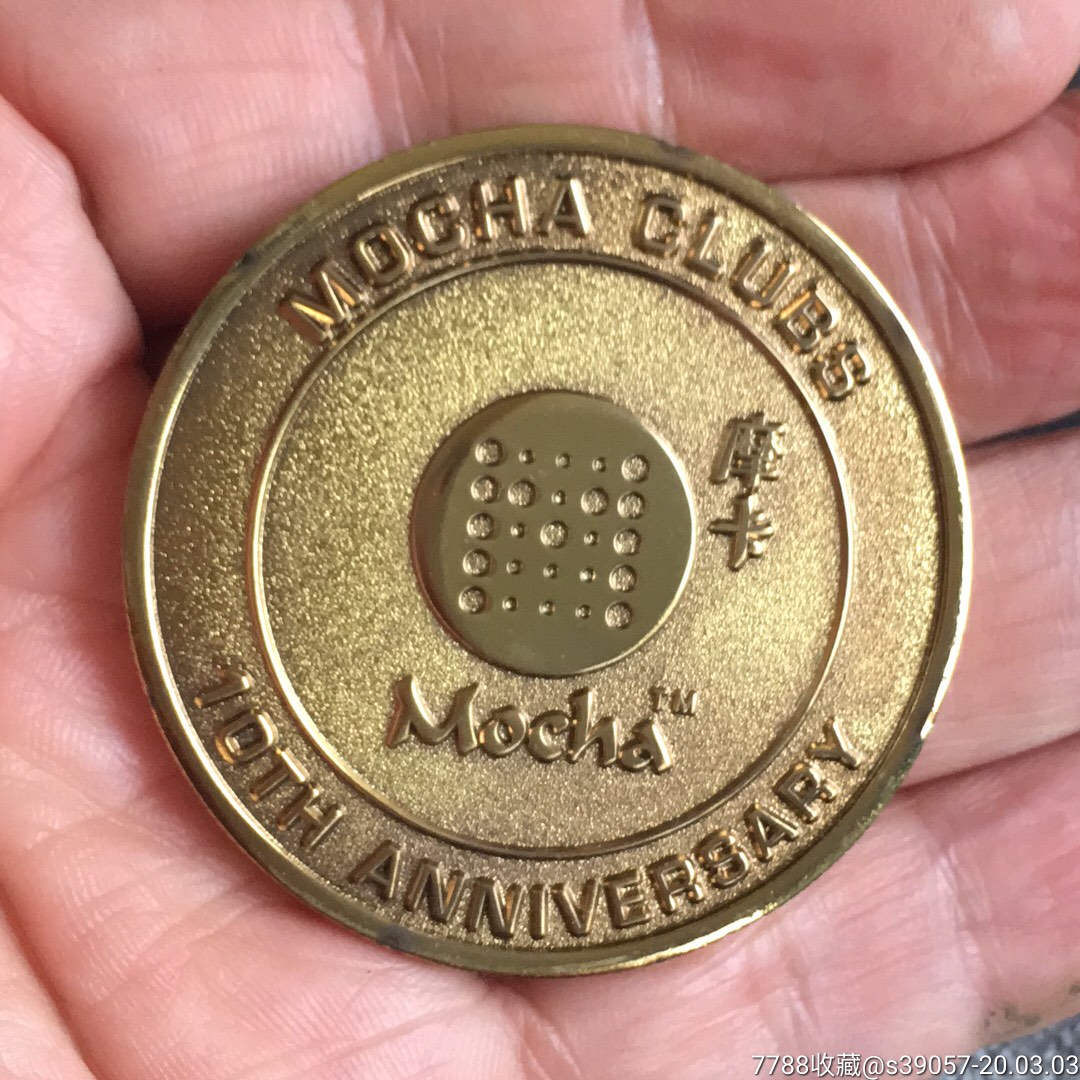 MOCHA CLUBS
摩卡
Mocha™
10TH ANNIVERSARY
7788收藏@s39057-20.03.03